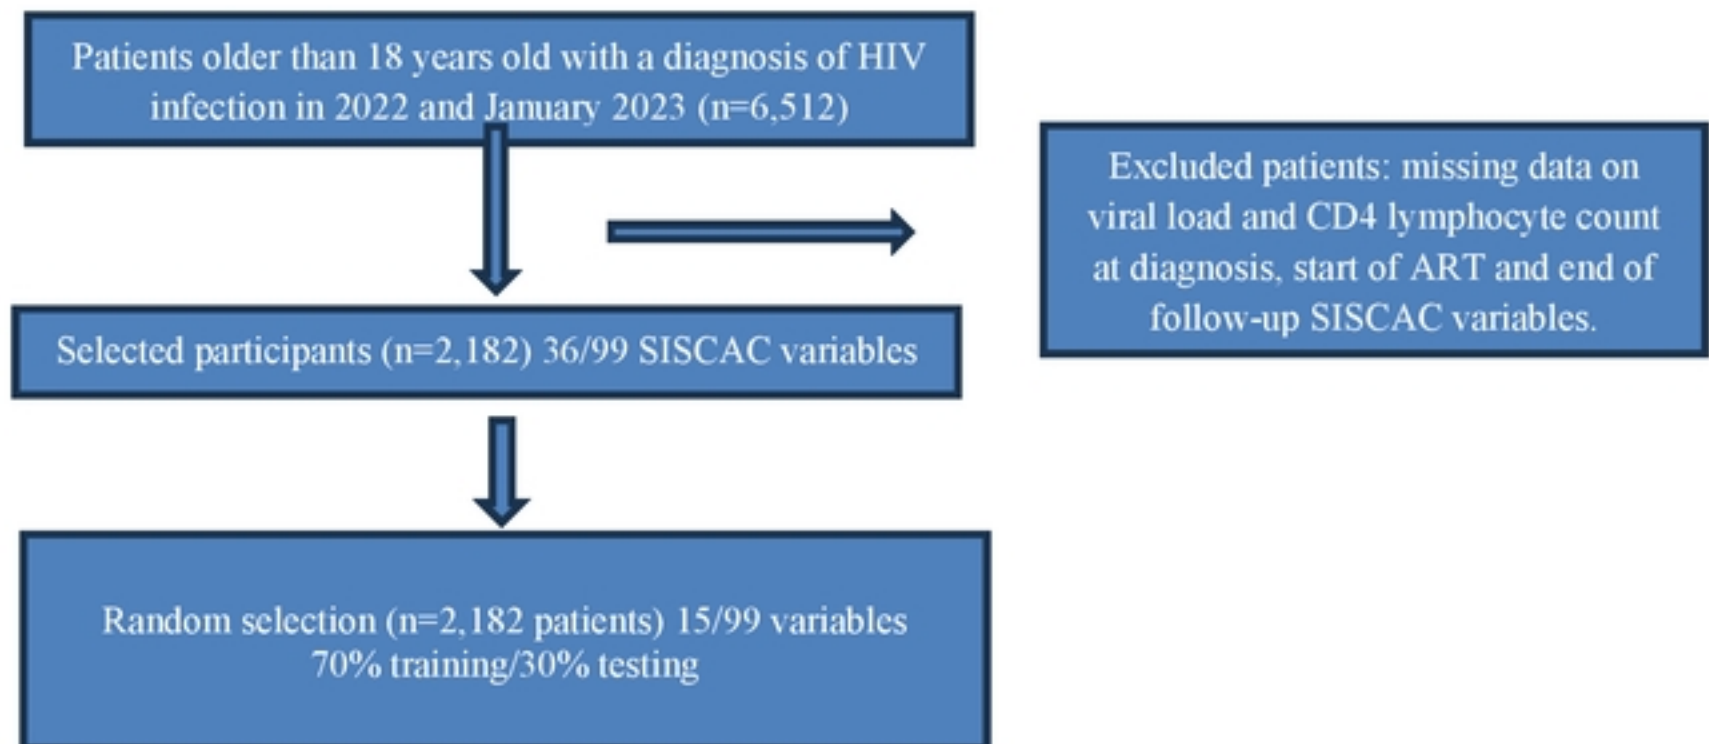 Patients older than 18 years old with a diagnosis of HIV
infection in 2022 and January 2023 (n=6,512)
Excluded patients: missing data on
viral load and CD4 lymphocyte count
at diagnosis, start of ART and end of
follow-up SISCAC variables.
Selected participants (n=2,182) 36/99 SISCAC variables
Random selection (n=2,182 patients) 15/99 variables
70% training/30% testing